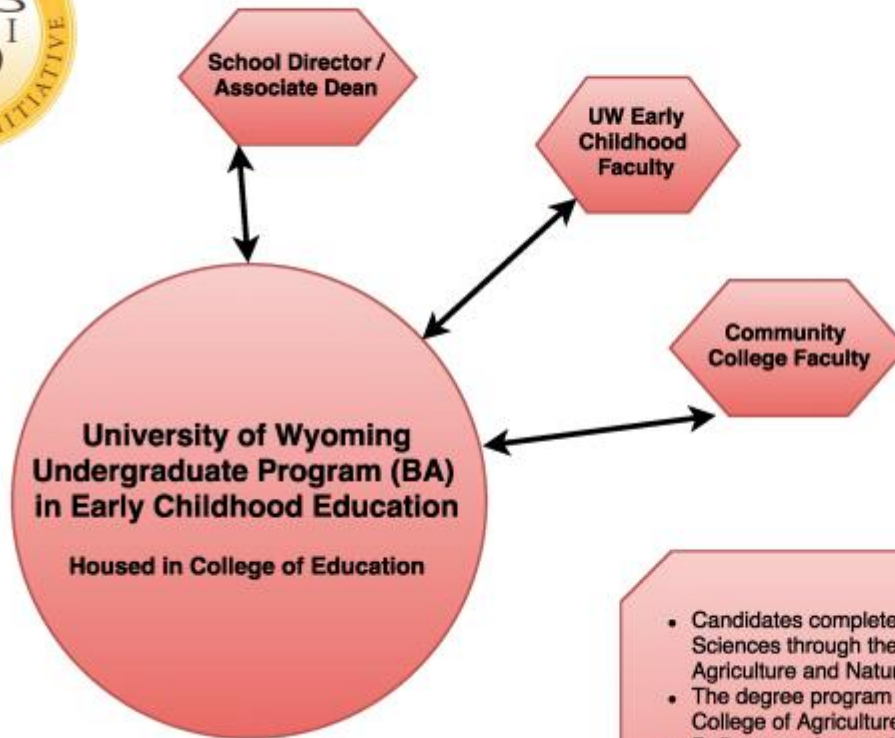 S
I
ITIATIVE
School Director /
Associate Dean
UW Early
Childhood
Faculty
Community
College Faculty
University of Wyoming
Undergraduate Program (BA)
in Early Childhood Education
Housed in College of Education
• Candidates complete
Sciences through the
Agriculture and Natur
• The degree program
College of Agriculture